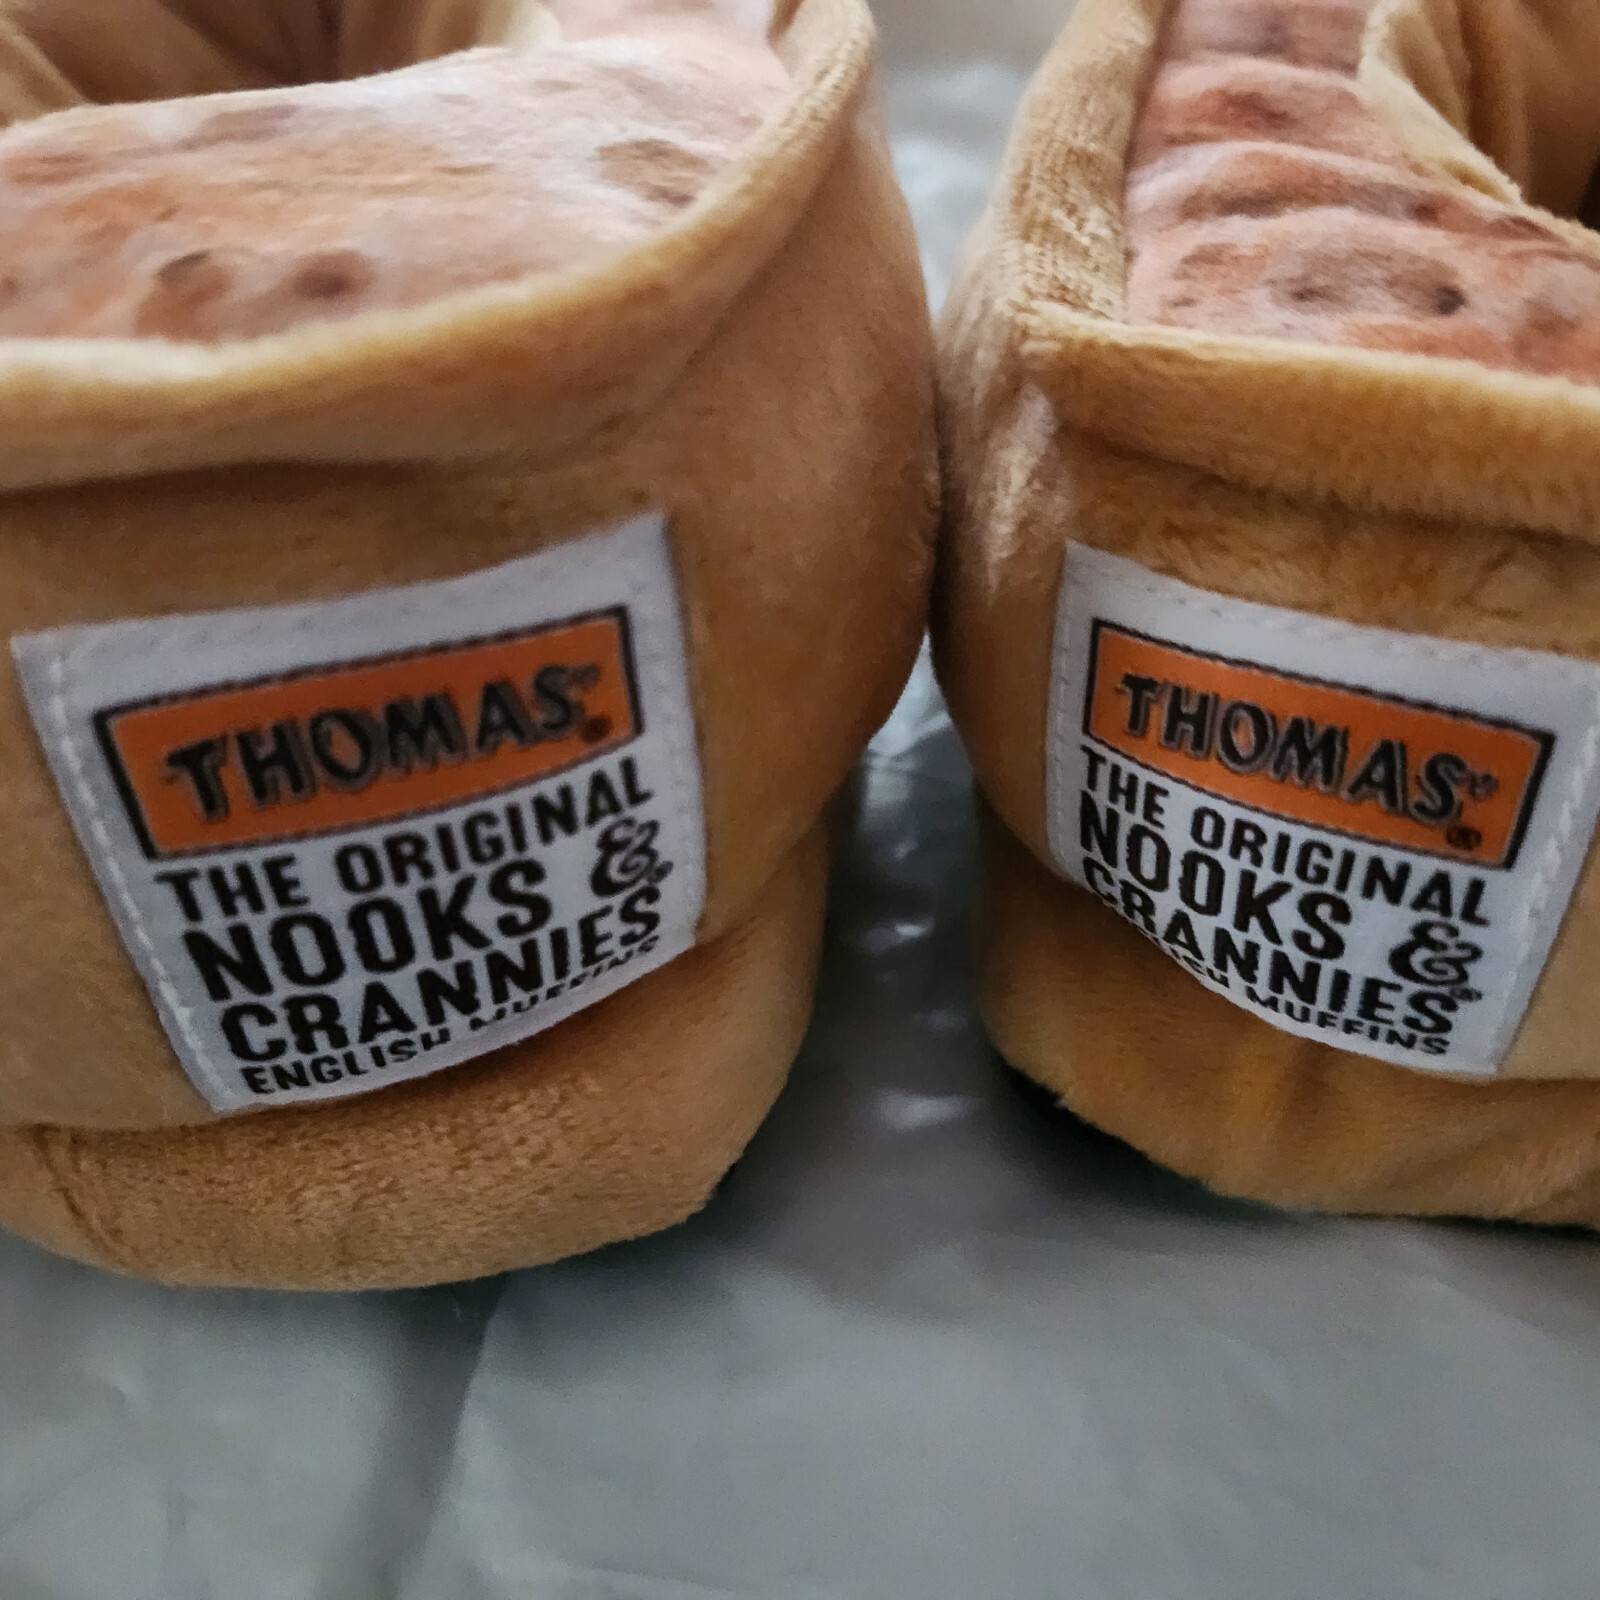 THOMAS'®
THE ORIGINAL
NOOKS &
CRANNIES®
ENGLISH MUFFINS
THOMAS'®
THE ORIGINAL
NOOKS &
CRANNIES®
MUFFINS